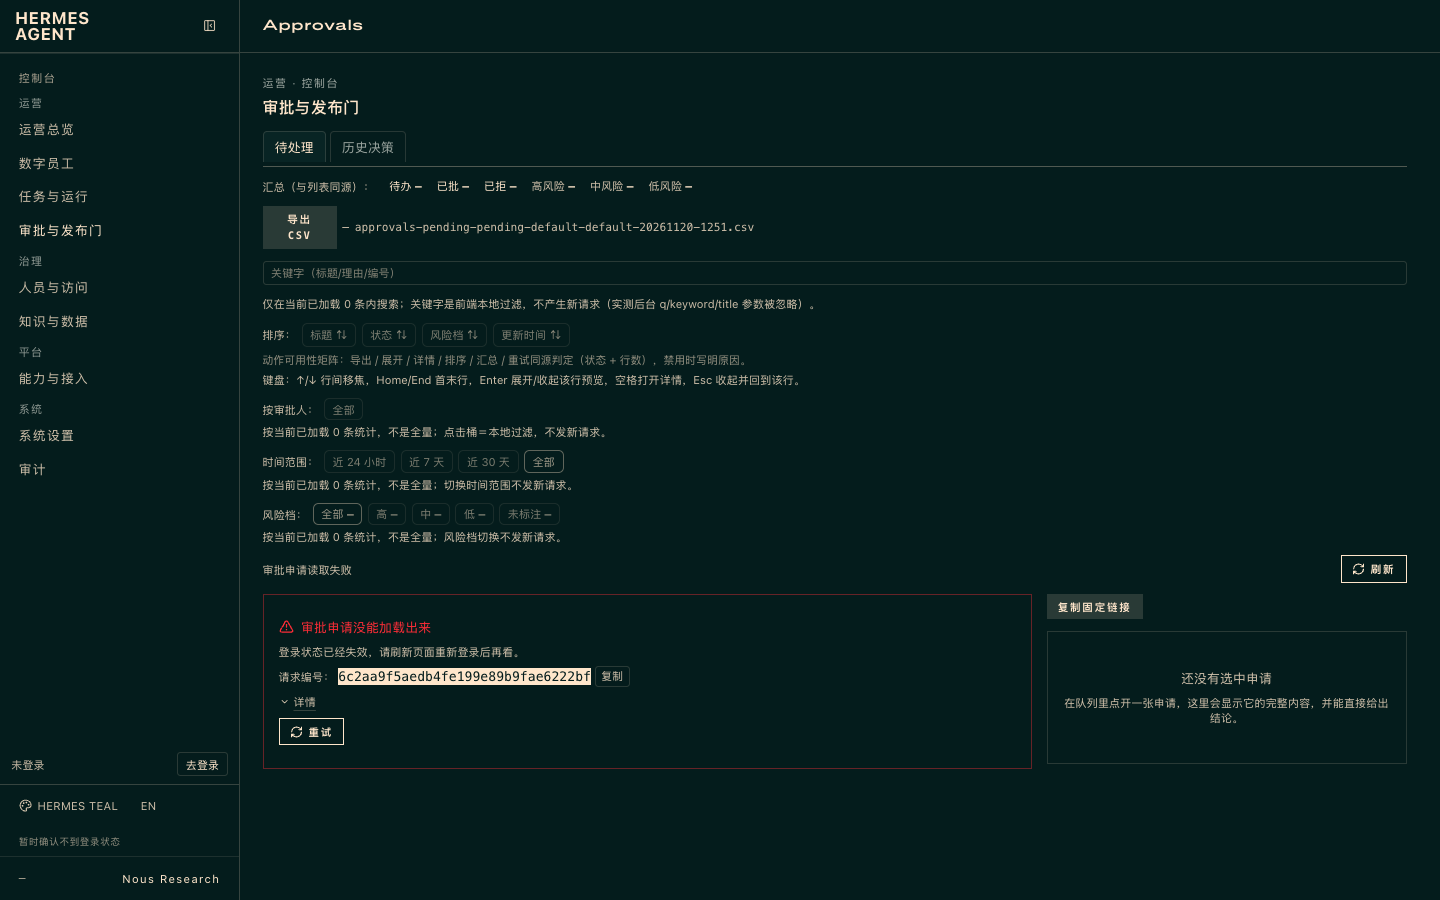 HERMES
AGENT
Approvals
控制台
运营
运营总览
数字员工
任务与运行
审批与发布门
治理
人员与访问
知识与数据
平台
能力与接入
系统
系统设置
审计
未登录
去登录
HERMES TEAL EN
暂时确认不到登录状态
— Nous Research
运营 · 控制台
审批与发布门
待处理 历史决策
汇总（与列表同源）： 待办 — 已批 — 已拒 — 高风险 — 中风险 — 低风险 —
导出
CSV
— approvals-pending-pending-default-default-20261120-1251.csv
关键字（标题/理由/编号）
仅在当前已加载 0 条内搜索；关键字是前端本地过滤，不产生新请求（实测后台 q/keyword/title 参数被忽略）。
排序： 标题 ⇅ 状态 ⇅ 风险档 ⇅ 更新时间 ⇅
动作可用性矩阵：导出 / 展开 / 详情 / 排序 / 汇总 / 重试同源判定（状态 + 行数），禁用时写明原因。
键盘：↑/↓ 行间移焦，Home/End 首末行，Enter 展开/收起该行预览，空格打开详情，Esc 收起并回到该行。
按审批人： 全部
按当前已加载 0 条统计，不是全量；点击桶＝本地过滤，不发新请求。
时间范围： 近 24 小时 近 7 天 近 30 天 全部
按当前已加载 0 条统计，不是全量；切换时间范围不发新请求。
风险档： 全部 — 高 — 中 — 低 — 未标注 —
按当前已加载 0 条统计，不是全量；风险档切换不发新请求。
审批申请读取失败
刷新
审批申请没能加载出来
登录状态已经失效，请刷新页面重新登录后再看。
请求编号： 6c2aa9f5aedb4fe199e89b9fae6222bf 复制
详情
重试
复制固定链接
还没有选中申请
在队列里点开一张申请，这里会显示它的完整内容，并能直接给出
结论。